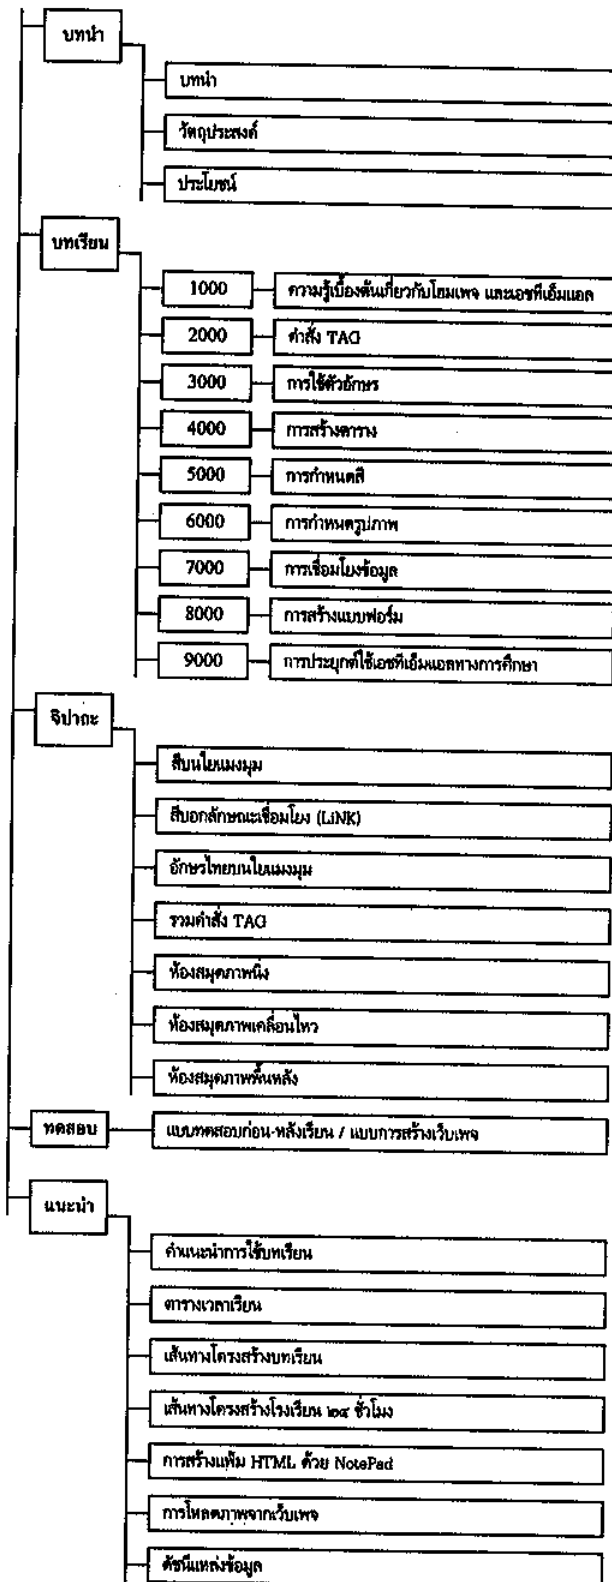 บทนำ
บทนำ
วัตถุประสงค์
ประโยชน์
บทเรียน
1000 ความรู้เบื้องต้นเกี่ยวกับโฮมเพจ และเอชทีเอ็มแอล
2000 คำสั่ง TAG
3000 การใช้ตัวอักษร
4000 การสร้างตาราง
5000 การกำหนดสี
6000 การกำหนดรูปภาพ
7000 การเชื่อมโยงข้อมูล
8000 การสร้างแบบฟอร์ม
9000 การประยุกต์ใช้เอชทีเอ็มแอลทางการศึกษา
จิปาถะ
สีบนใยแมงมุม
สีบอกลักษณะเชื่อมโยง (LiNK)
อักษรไทยบนใยแมงมุม
รวมคำสั่ง TAG
ห้องสมุดภาพนิ่ง
ห้องสมุดภาพเคลื่อนไหว
ห้องสมุดภาพพื้นหลัง
ทดสอบ แบบทดสอบก่อน-หลังเรียน / แบบการสร้างเว็บเพจ
แนะนำ
คำแนะนำการใช้บทเรียน
ตารางเวลาเรียน
เส้นทางโครงสร้างบทเรียน
เส้นทางโครงสร้างโรงเรียน ๒๔ ชั่วโมง
การสร้างแฟ้ม HTML ด้วย NotePad
การโหลดภาพจากเว็บเพจ
ดัชนีแหล่งข้อมูล